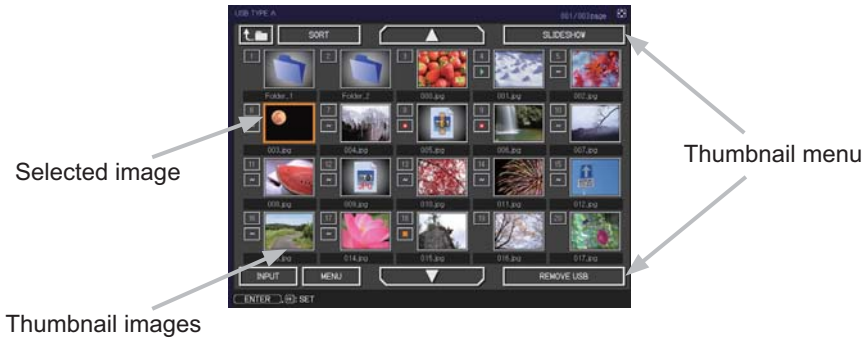 USB TYPE A 001/003page
SORT SLIDESHOW
1 2 3 4 5
Folder_1 Folder_2 000.jpg 001.jpg 002.jpg
6 7 8 9 10
003.jpg 004.jpg 005.jpg 006.jpg 007.jpg
Selected image
Thumbnail menu
11 12 13 14 15
JPG
008.jpg 009.jpg 010.jpg 011.jpg 012.jpg
16 17 18 19 20
.jpg 014.jpg 015.jpg 016.jpg 017.jpg
INPUT MENU REMOVE USB
ENTER , : SET
Thumbnail images